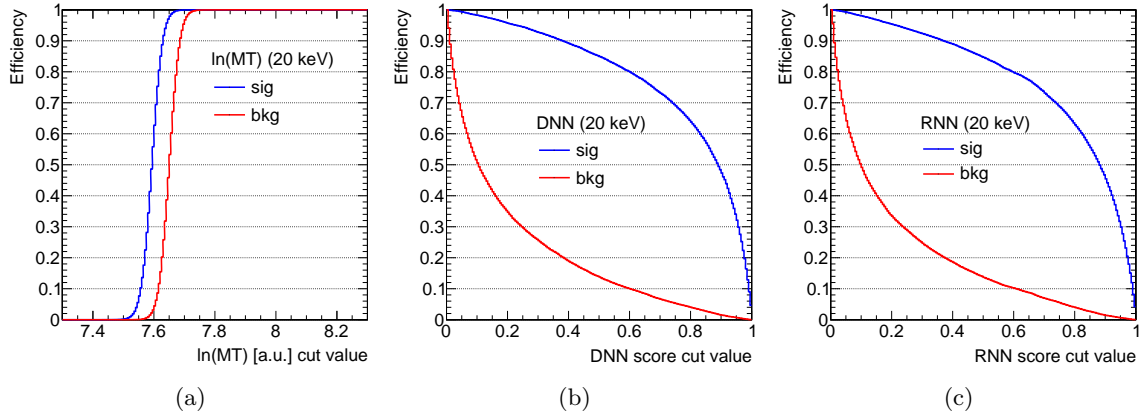 Efficiency
1
0.9
0.8
0.7
0.6
0.5
0.4
0.3
0.2
0.1
0
ln(MT) (20 keV)
sig
bkg
7.4 7.6 7.8 8 8.2
ln(MT) [a.u.] cut value
(a)
Efficiency
1
0.9
0.8
0.7
0.6
0.5
0.4
0.3
0.2
0.1
0
DNN (20 keV)
sig
bkg
0 0.2 0.4 0.6 0.8 1
DNN score cut value
(b)
Efficiency
1
0.9
0.8
0.7
0.6
0.5
0.4
0.3
0.2
0.1
0
RNN (20 keV)
sig
bkg
0 0.2 0.4 0.6 0.8 1
RNN score cut value
(c)